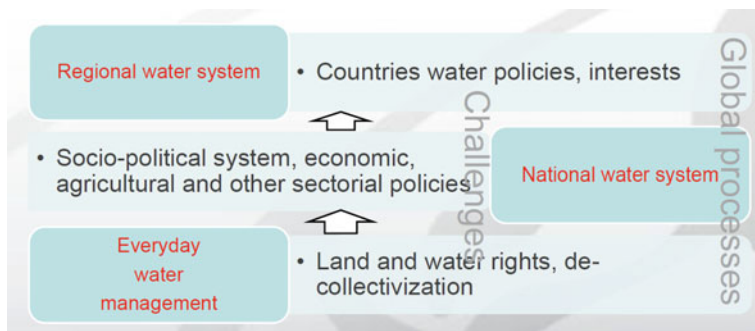 Regional water system
• Countries water policies, interests
• Socio-political system, economic,
agricultural and other sectorial policies
National water system
Everyday
water
management
• Land and water rights, de-
collectivization
Challenges
Global processes